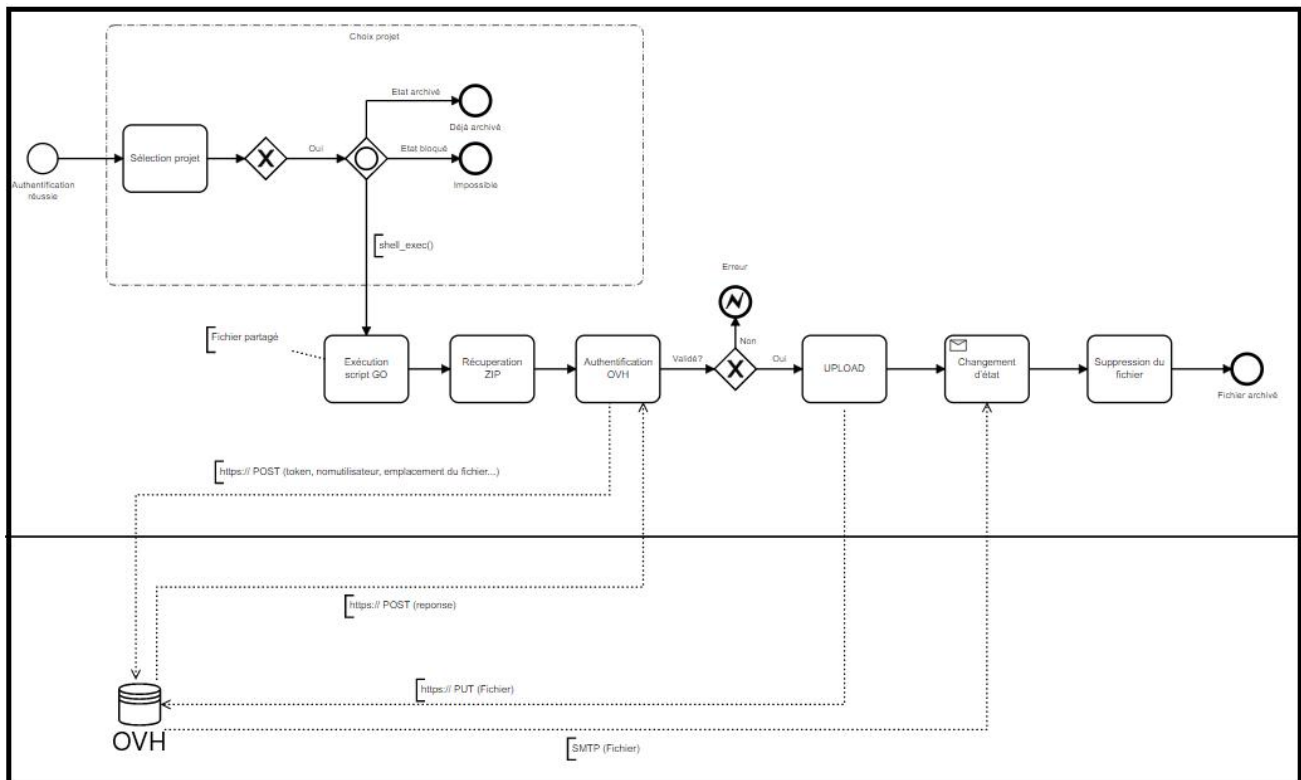 Choix projet
Etat archivé
Déjà archivé
Sélection projet
Oui
Etat bloqué
Impossible
Authentification
réussie
shell_exec()
Erreur
Fichier partagé
Non
Exécution
script GO
Récuperation
ZIP
Authentification
OVH
Validé?
Oui
UPLOAD
Changement
d'état
Suppression du
fichier
Fichier archivé
https:// POST (token, nomutilisateur, emplacement du fichier...)
https:// POST (reponse)
https:// PUT (Fichier)
OVH
SMTP (Fichier)